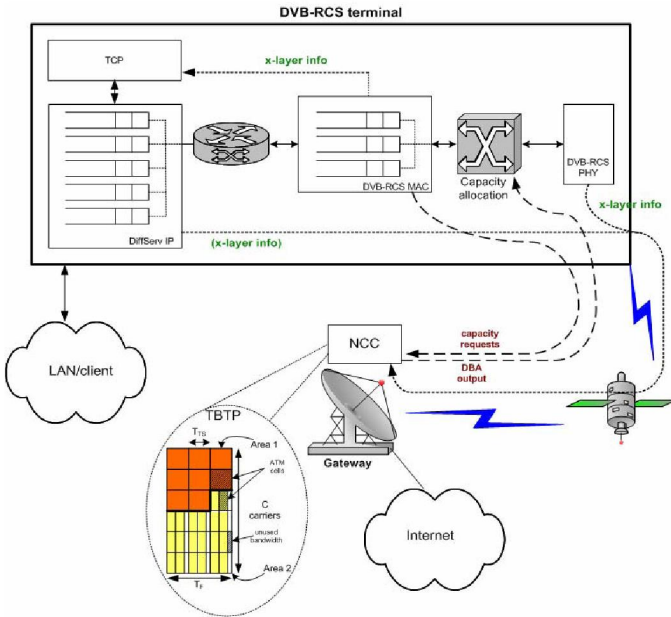 DVB-RCS terminal
TCP
x-layer info
DiffServ IP
DVB-RCS MAC
Capacity
allocation
DVB-RCS
PHY
x-layer info
(x-layer info)
LAN/client
NCC
capacity
requests
DBA
output
TBTP
TTS
Area 1
ATM
cells
C
carriers
unused
bandwidth
Area 2
TF
Gateway
Internet